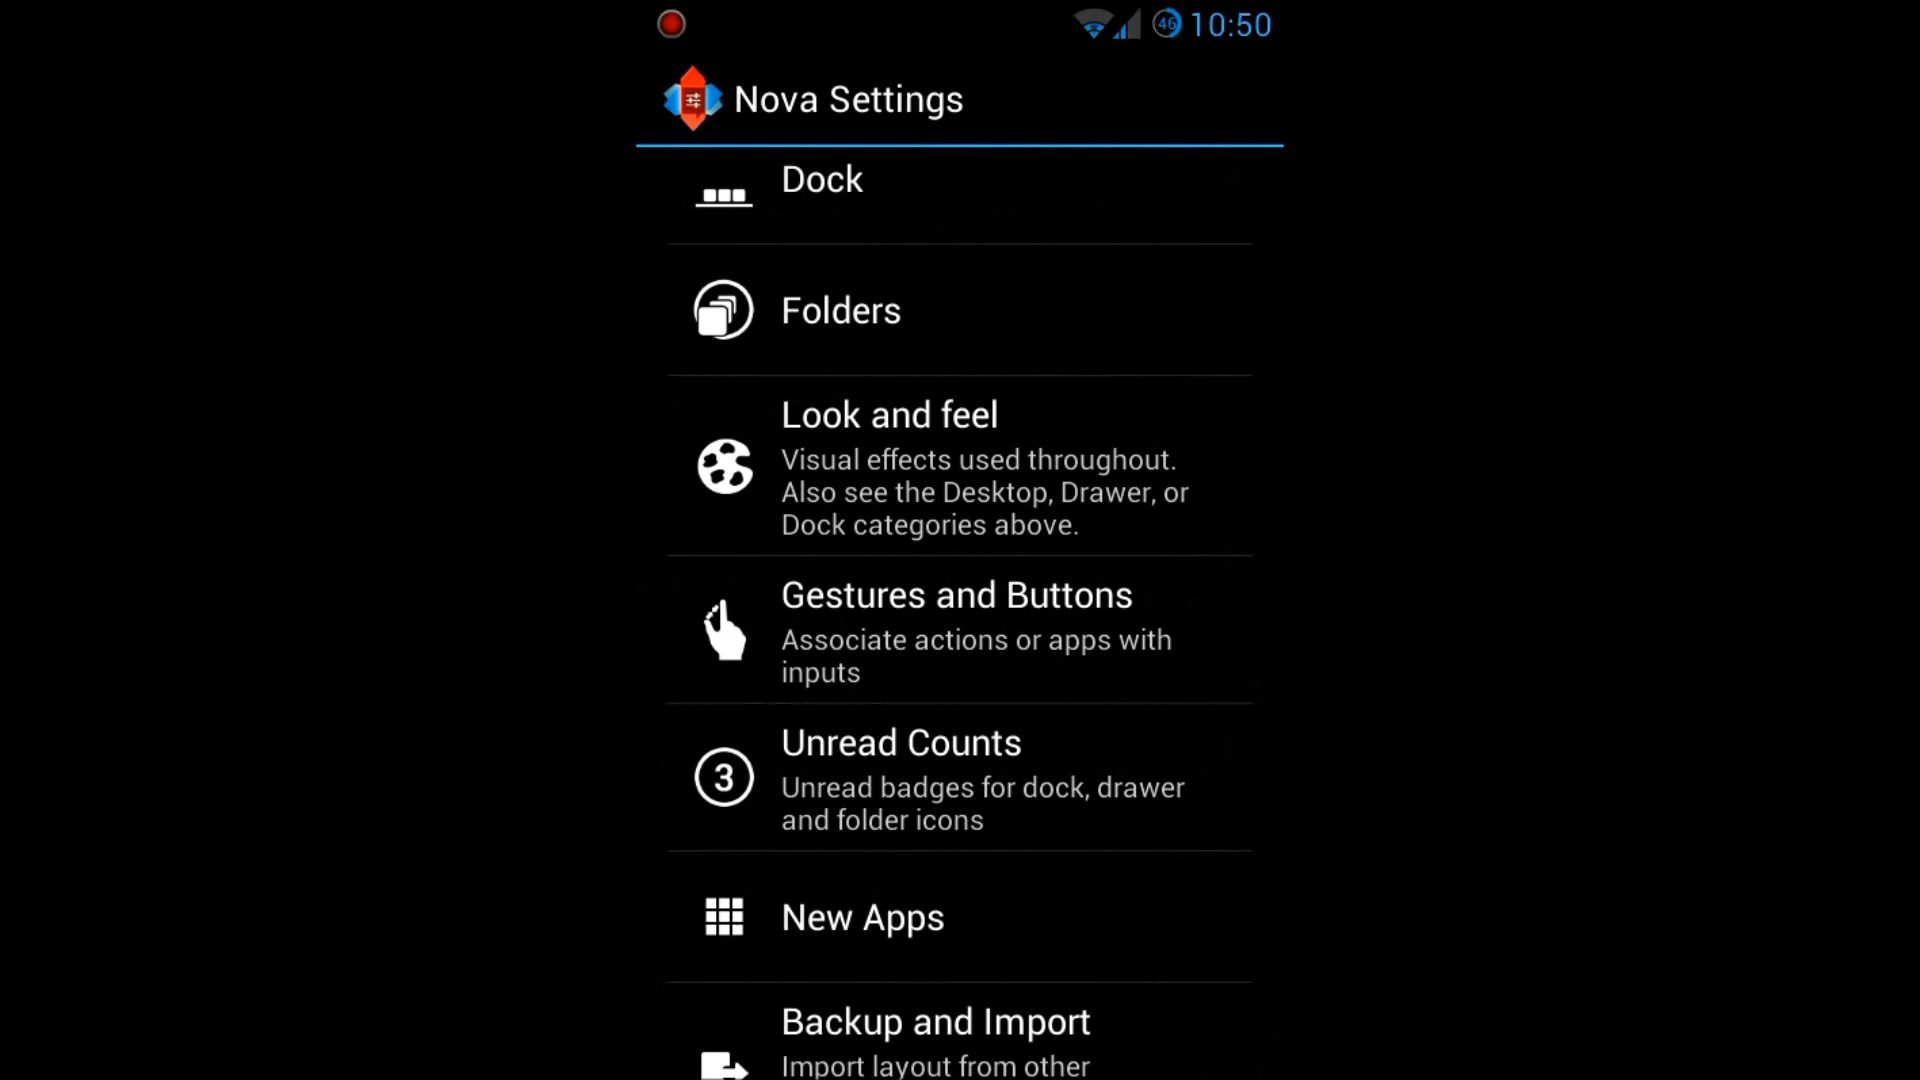 46 10:50
Nova Settings
Dock
Folders
Look and feel
Visual effects used throughout.
Also see the Desktop, Drawer, or
Dock categories above.
Gestures and Buttons
Associate actions or apps with
inputs
Unread Counts
3
Unread badges for dock, drawer
and folder icons
New Apps
Backup and Import
Import layout from other